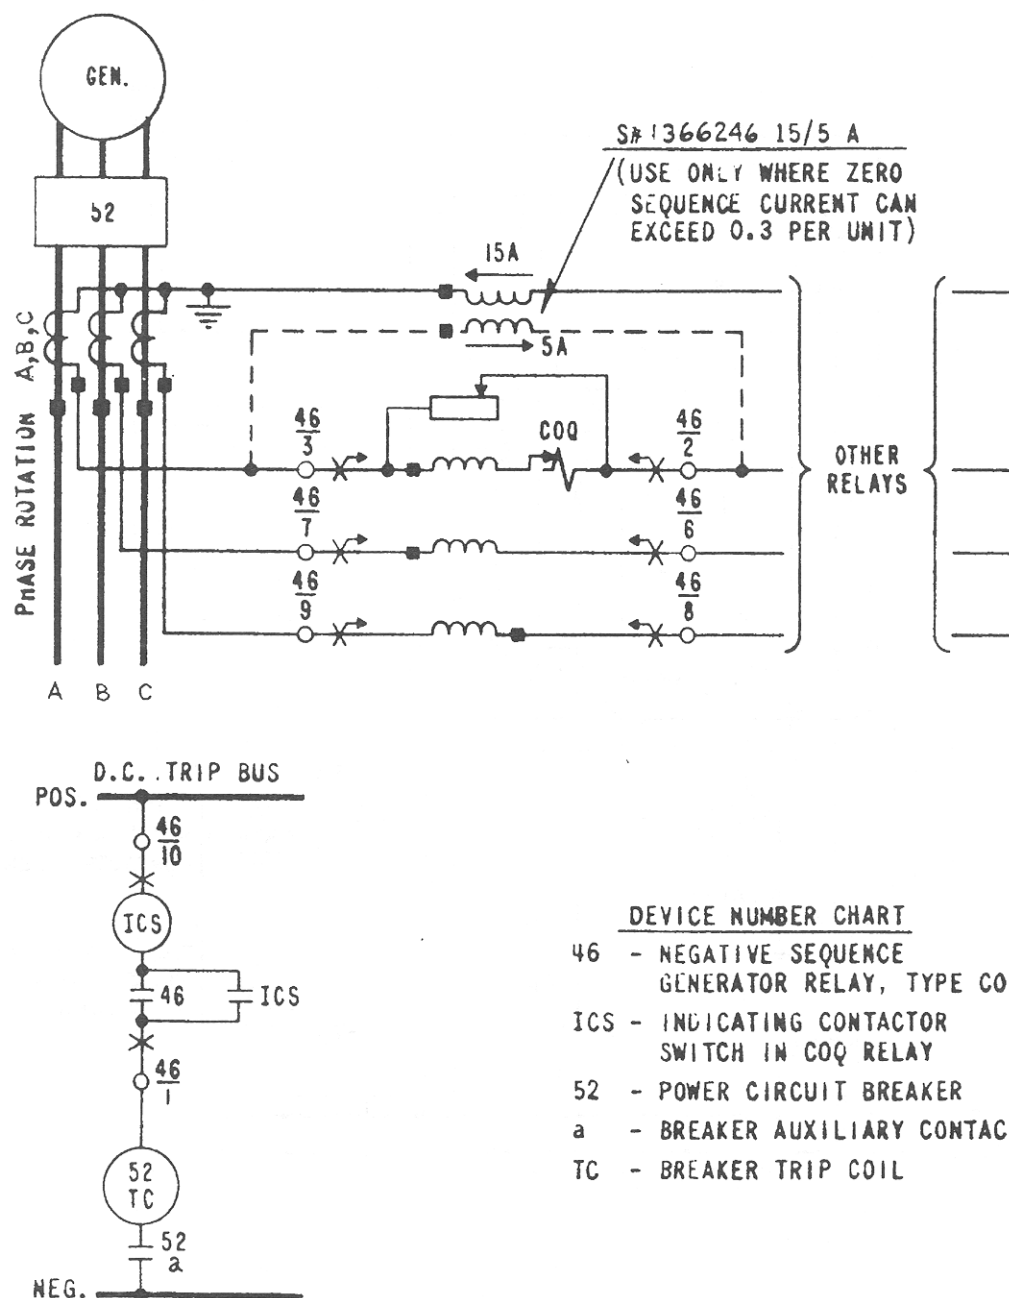 GEN.
52
S#1366246 15/5 A
(USE ONLY WHERE ZERO
SEQUENCE CURRENT CAN
EXCEED 0.3 PER UNIT)
15A
5A
PHASE ROTATION A,B,C
46
3
COQ
46
2
OTHER
RELAYS
46
7
46
6
46
9
46
8
A B C
D.C. TRIP BUS
POS.
46
10
ICS
46
ICS
46
1
52
TC
52
a
NEG.
DEVICE NUMBER CHART
46 - NEGATIVE SEQUENCE
GENERATOR RELAY, TYPE CO
ICS - INDICATING CONTACTOR
SWITCH IN COQ RELAY
52 - POWER CIRCUIT BREAKER
a - BREAKER AUXILIARY CONTAC
TC - BREAKER TRIP COIL